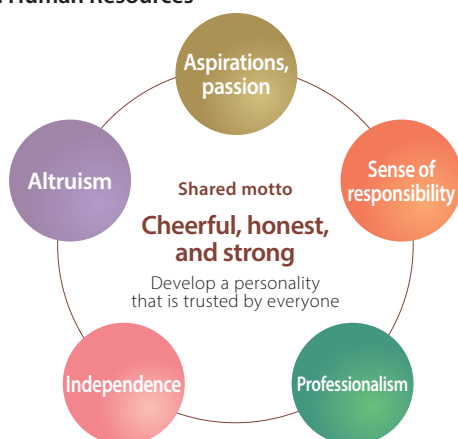 Human Resources
Aspirations,
passion
Sense of
responsibility
Altruism
Shared motto
Cheerful, honest,
and strong
Develop a personality
that is trusted by everyone
Independence
Professionalism